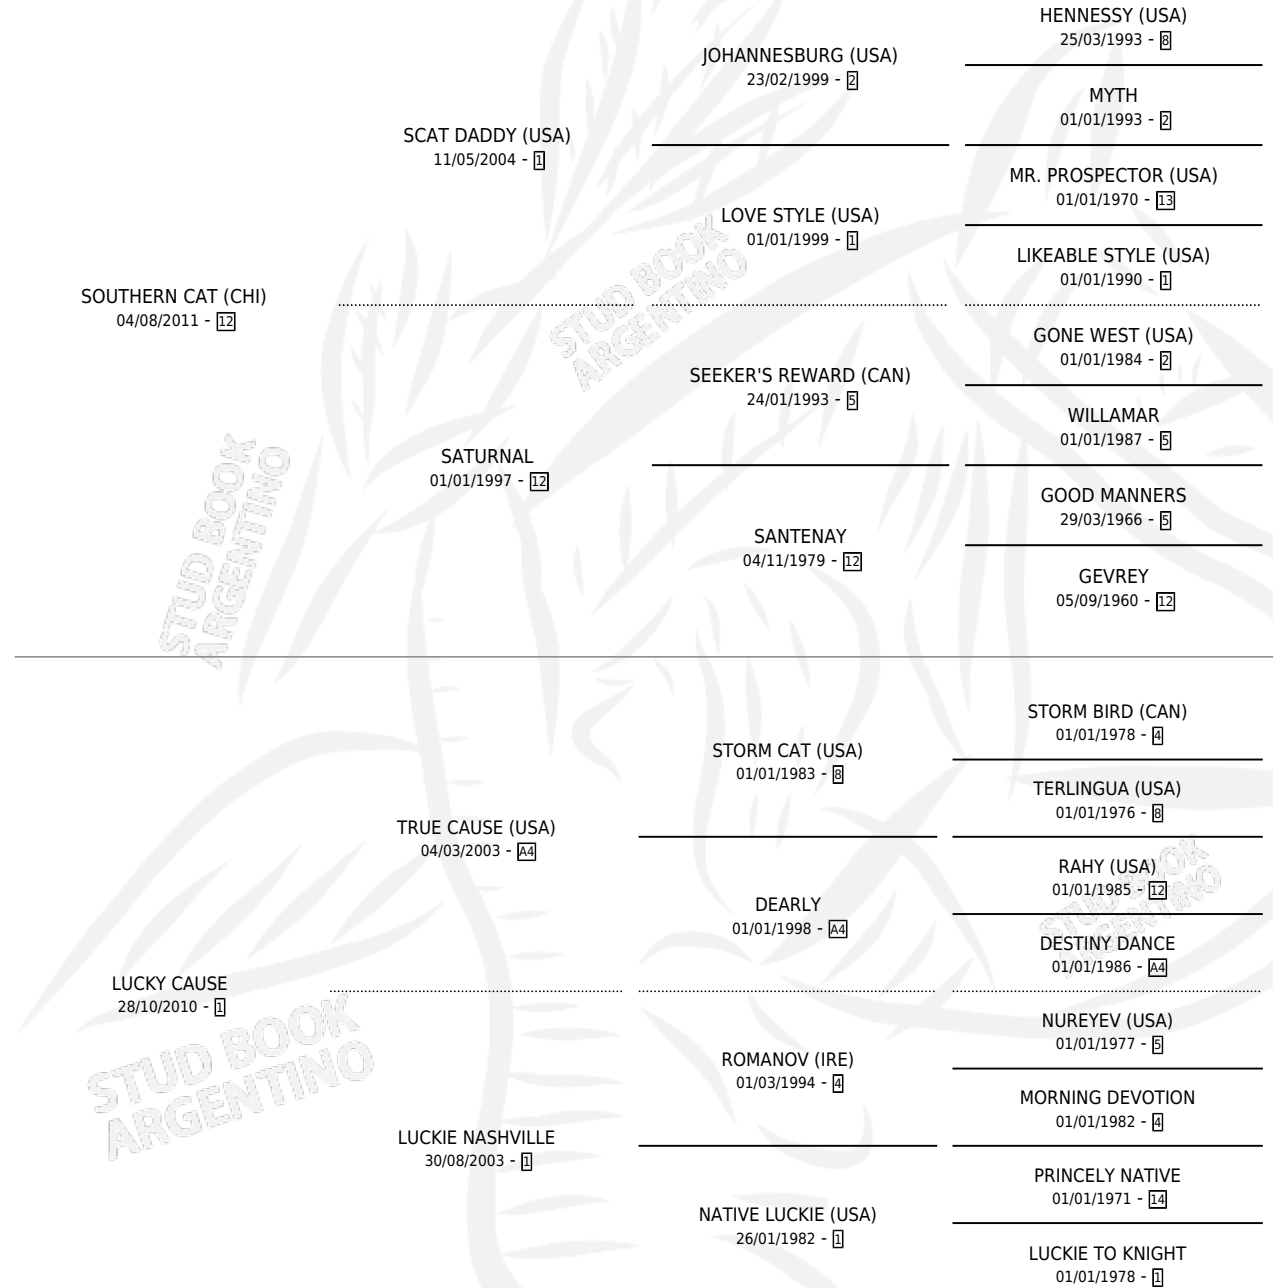 HENNESSY (USA)
25/03/1993 - 8
JOHANNESBURG (USA)
23/02/1999 - 2
MYTH
01/01/1993 - 2
SCAT DADDY (USA)
11/05/2004 - 1
MR. PROSPECTOR (USA)
01/01/1970 - 13
LOVE STYLE (USA)
01/01/1999 - 1
LIKEABLE STYLE (USA)
01/01/1990 - 1
SOUTHERN CAT (CHI)
04/08/2011 - 12
GONE WEST (USA)
01/01/1984 - 2
SEEKER'S REWARD (CAN)
24/01/1993 - 5
WILLAMAR
01/01/1987 - 5
SATURNAL
01/01/1997 - 12
GOOD MANNERS
29/03/1966 - 5
SANTENAY
04/11/1979 - 12
GEVREY
05/09/1960 - 12
STORM BIRD (CAN)
01/01/1978 - 4
STORM CAT (USA)
01/01/1983 - 8
TERLINGUA (USA)
01/01/1976 - 8
TRUE CAUSE (USA)
04/03/2003 - A4
RAHY (USA)
01/01/1985 - 12
DEARLY
01/01/1998 - A4
DESTINY DANCE
01/01/1986 - A4
LUCKY CAUSE
28/10/2010 - 1
NUREYEV (USA)
01/01/1977 - 5
ROMANOV (IRE)
01/03/1994 - 4
MORNING DEVOTION
01/01/1982 - 4
LUCKIE NASHVILLE
30/08/2003 - 1
PRINCELY NATIVE
01/01/1971 - 14
NATIVE LUCKIE (USA)
26/01/1982 - 1
LUCKIE TO KNIGHT
01/01/1978 - 1
STUD BOOK
ARGENTINO
STUD BOOK
ARGENTINO
STUD BOOK
ARGENTINO
STUD BOOK
ARGENTINO